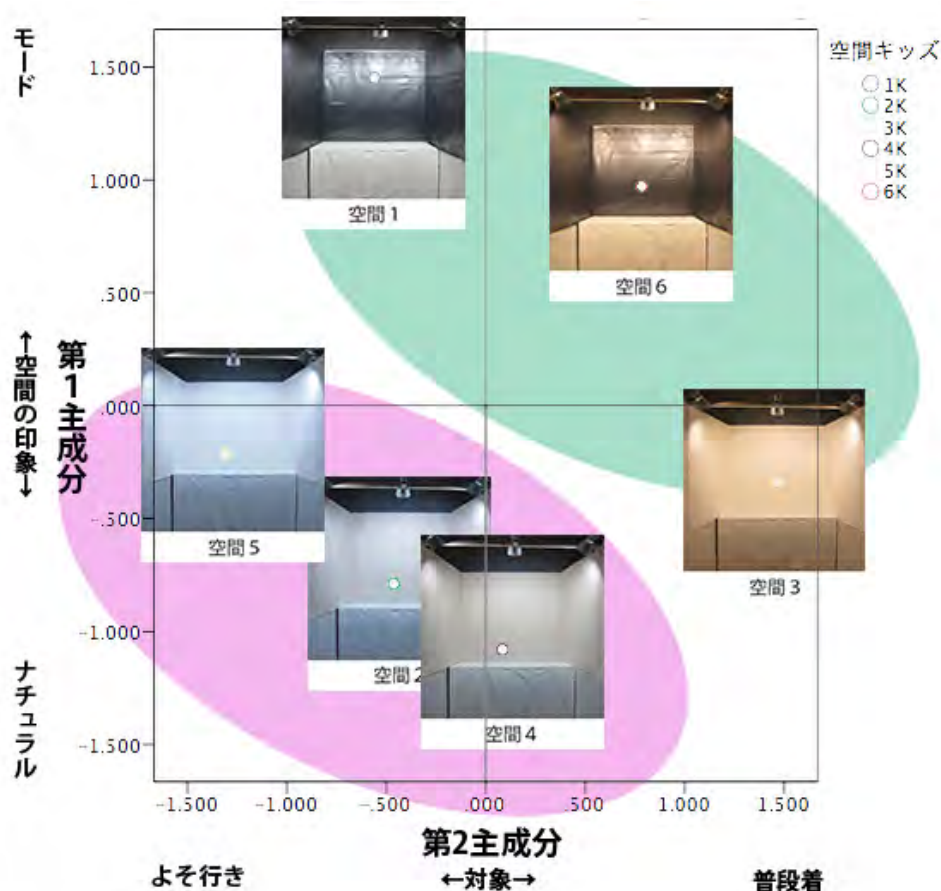 モード
空間キッズ
1K
2K
3K
4K
5K
6K
1.500
1.000
.500
.000
-.500
-1.000
-1.500
空間1
空間6
空間5
空間2
空間4
空間3
←空間の印象→
第1主成分
ナチュラル
-1.500
-1.000
-.500
.000
.500
1.000
1.500
第2主成分
よそ行き
←対象→
普段着